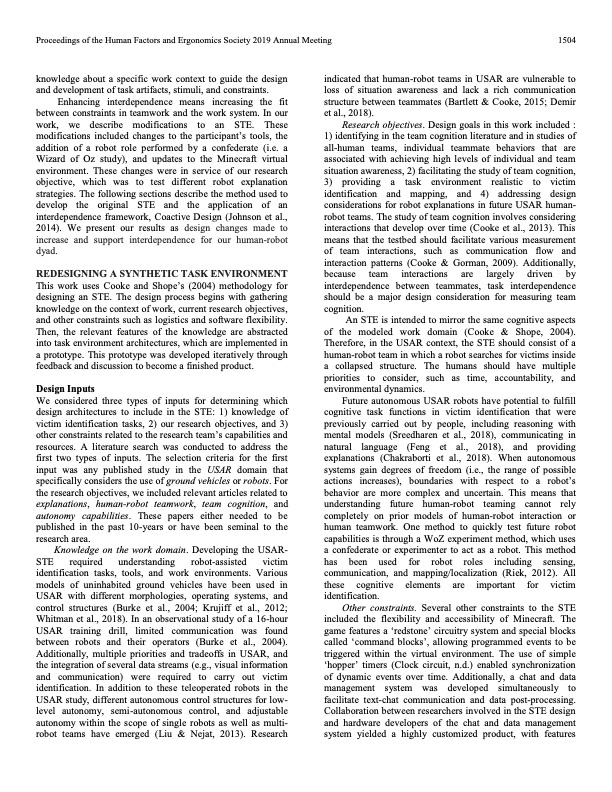 Proceedings of the Human Factors and Ergonomics Society 2019 Annual Meeting
1504
knowledge about a specific work context to guide the design
and development of task artifacts, stimuli, and constraints.
Enhancing interdependence means increasing the fit
between constraints in teamwork and the work system. In our
work, we describe modifications to an STE. These
modifications included changes to the participant's tools, the
addition of a robot role performed by a confederate (i.e. a
Wizard of Oz study), and updates to the Minecraft virtual
environment. These changes were in service of our research
objective, which was to test different robot explanation
strategies. The following sections describe the method used to
develop the original STE and the application of an
interdependence framework, Coactive Design (Johnson et al.,
2014). We present our results as design changes made to
increase and support interdependence for our human-robot
dyad.
REDESIGNING A SYNTHETIC TASK ENVIRONMENT
This work uses Cooke and Shope's (2004) methodology for
designing an STE. The design process begins with gathering
knowledge on the context of work, current research objectives,
and other constraints such as logistics and software flexibility.
Then, the relevant features of the knowledge are abstracted
into task environment architectures, which are implemented in
a prototype. This prototype was developed iteratively through
feedback and discussion to become a finished product.
Design Inputs
We considered three types of inputs for determining which
design architectures to include in the STE: 1) knowledge of
victim identification tasks, 2) our research objectives, and 3)
other constraints related to the research team's capabilities and
resources. A literature search was conducted to address the
first two types of inputs. The selection criteria for the first
input was any published study in the USAR domain that
specifically considers the use of ground vehicles or robots. For
the research objectives, we included relevant articles related to
explanations, human-robot teamwork, team cognition, and
autonomy capabilities. These papers either needed to be
published in the past 10-years or have been seminal to the
research area.
Knowledge on the work domain. Developing the USAR-
STE required understanding robot-assisted victim
identification tasks, tools, and work environments. Various
models of uninhabited ground vehicles have been used in
USAR with different morphologies, operating systems, and
control structures (Burke et al., 2004; Krujiff et al., 2012;
Whitman et al., 2018). In an observational study of a 16-hour
USAR training drill, limited communication was found
between robots and their operators (Burke et al., 2004).
Additionally, multiple priorities and tradeoffs in USAR, and
the integration of several data streams (e.g., visual information
and communication) were required to carry out victim
identification. In addition to these teleoperated robots in the
USAR study, different autonomous control structures for low-
level autonomy, semi-autonomous control, and adjustable
autonomy within the scope of single robots as well as multi-
robot teams have emerged (Liu & Nejat, 2013). Research
indicated that human-robot teams in USAR are vulnerable to
loss of situation awareness and lack a rich communication
structure between teammates (Bartlett & Cooke, 2015; Demir
et al., 2018).
Research objectives. Design goals in this work included :
1) identifying in the team cognition literature and in studies of
all-human teams, individual teammate behaviors that are
associated with achieving high levels of individual and team
situation awareness, 2) facilitating the study of team cognition,
3) providing a task environment realistic to victim
identification and mapping, and 4) addressing design
considerations for robot explanations in future USAR human-
robot teams. The study of team cognition involves considering
interactions that develop over time (Cooke et al., 2013). This
means that the testbed should facilitate various measurement
of team interactions, such as communication flow and
interaction patterns (Cooke & Gorman, 2009). Additionally,
because team interactions are largely driven by
interdependence between teammates, task interdependence
should be a major design consideration for measuring team
cognition.
An STE is intended to mirror the same cognitive aspects
of the modeled work domain (Cooke & Shope, 2004).
Therefore, in the USAR context, the STE should consist of a
human-robot team in which a robot searches for victims inside
a collapsed structure. The humans should have multiple
priorities to consider, such as time, accountability, and
environmental dynamics.
Future autonomous USAR robots have potential to fulfill
cognitive task functions in victim identification that were
previously carried out by people, including reasoning with
mental models (Sreedharen et al., 2018), communicating in
natural language (Feng et al., 2018), and providing
explanations (Chakraborti et al., 2018). When autonomous
systems gain degrees of freedom (i.e., the range of possible
actions increases), boundaries with respect to a robot's
behavior are more complex and uncertain. This means that
understanding future human-robot teaming cannot rely
completely on prior models of human-robot interaction or
human teamwork. One method to quickly test future robot
capabilities is through a WoZ experiment method, which uses
a confederate or experimenter to act as a robot. This method
has been used for robot roles including sensing,
communication, and mapping/localization (Riek, 2012). All
these cognitive elements are important for victim
identification.
Other constraints. Several other constraints to the STE
included the flexibility and accessibility of Minecraft. The
game features a 'redstone' circuitry system and special blocks
called 'command blocks', allowing programmed events to be
triggered within the virtual environment. The use of simple
'hopper' timers (Clock circuit, n.d.) enabled synchronization
of dynamic events over time. Additionally, a chat and data
management system was developed simultaneously to
facilitate text-chat communication and data post-processing.
Collaboration between researchers involved in the STE design
and hardware developers of the chat and data management
system yielded a highly customized product, with features